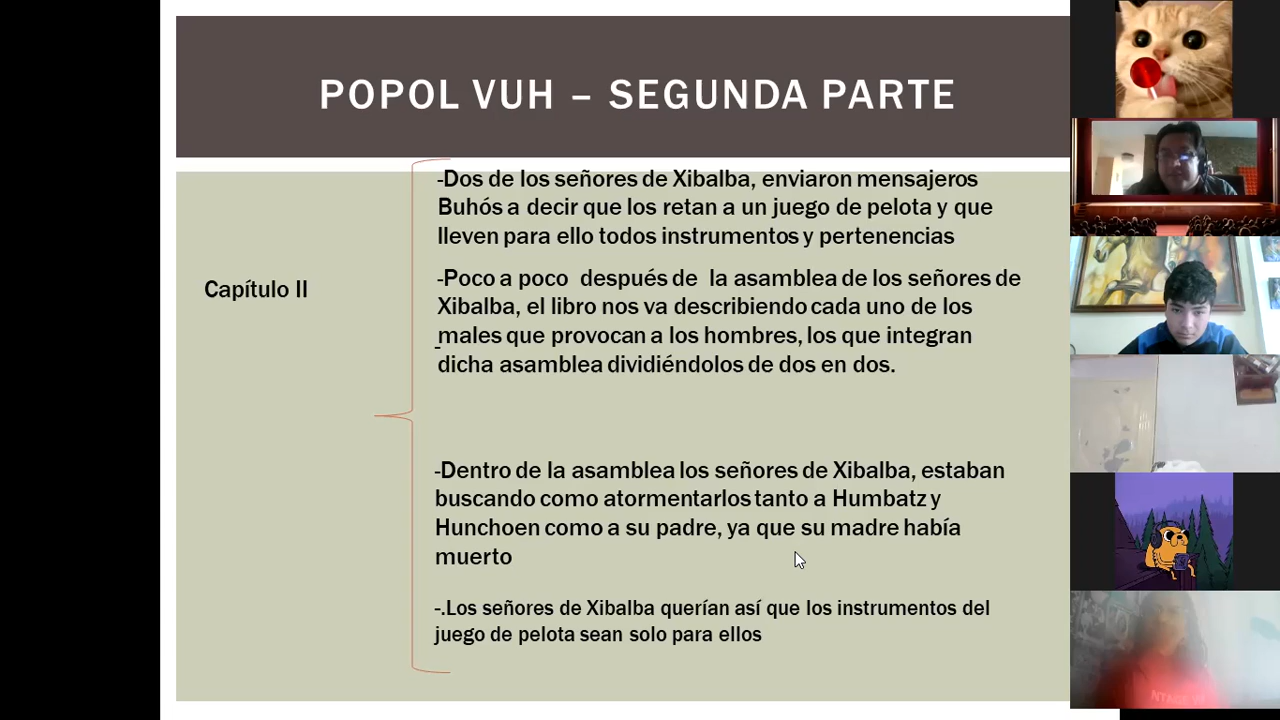 POPOL VUH – SEGUNDA PARTE
-Dos de los señores de Xibalba, enviaron mensajeros
Buhós a decir que los retan a un juego de pelota y que
lleven para ello todos instrumentos y pertenencias
Capítulo II
-Poco a poco después de la asamblea de los señores de
Xibalba, el libro nos va describiendo cada uno de los
males que provocan a los hombres, los que integran
-
dicha asamblea dividiéndolos de dos en dos.
-Dentro de la asamblea los señores de Xibalba, estaban
buscando como atormentarlos tanto a Humbatz y
Hunchoen como a su padre, ya que su madre había
muerto
-.Los señores de Xibalba querían así que los instrumentos del
juego de pelota sean solo para ellos